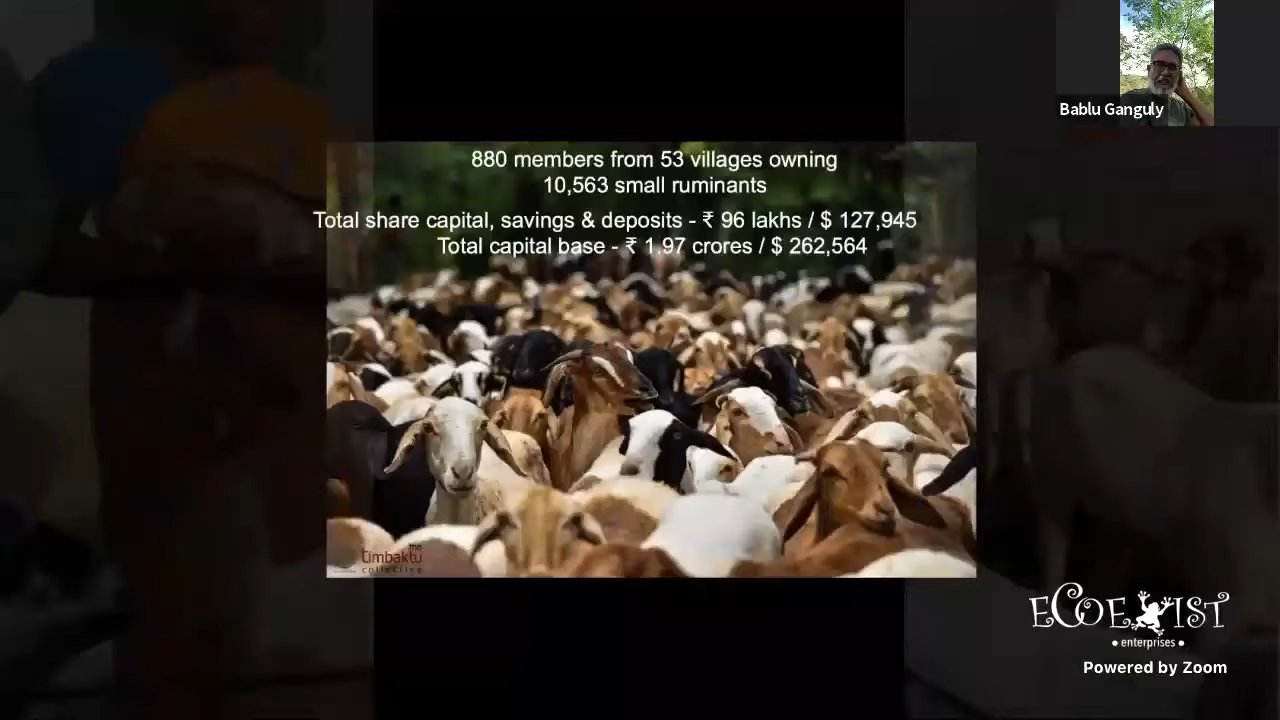 Bablu Ganguly
880 members from 53 villages owning
10,563 small ruminants
Total share capital, savings & deposits - ₹ 96 lakhs / $ 127,945
Total capital base - ₹ 1,97 crores / $ 262,564
the
timbaktu
collective
ECOEXIST
• enterprises •
Powered by Zoom